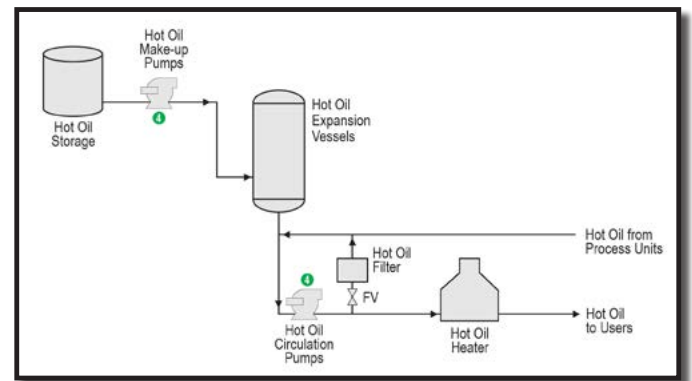 Hot Oil
Make-up
Pumps
4
Hot Oil
Storage
Hot Oil
Expansion
Vessels
Hot Oil from
Process Units
Hot Oil
Filter
4
FV
Hot Oil
Circulation
Pumps
Hot Oil
Heater
Hot Oil
to Users